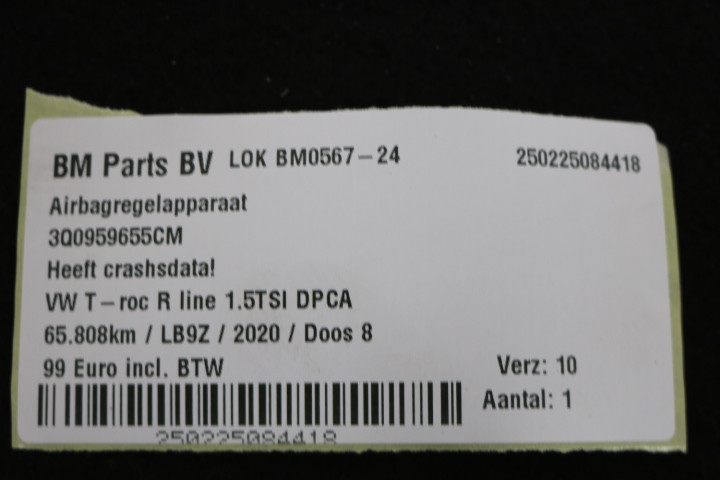 BM Parts BV LOK BM0567-24 250225084418
Airbagregelapparaat
3Q0959655CM
Heeft crashsdata!
VW T-roc R line 1.5TSI DPCA
65.808km / LB9Z / 2020 / Doos 8
99 Euro incl. BTW Verz: 10
Aantal: 1
250225084418